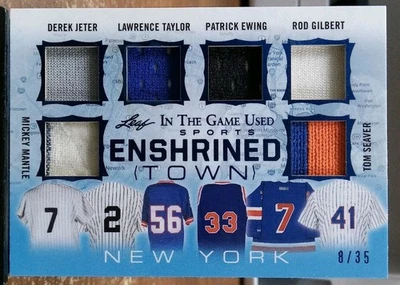 DEREK JETER LAWRENCE TAYLOR PATRICK EWING ROD GILBERT
MICKEY MANTLE
TOM SEAVER
Leaf IN THE GAME USED
SPORTS
ENSHRINED
(TOWN)
7 2 56 33 7 41
NEW YORK
8/35